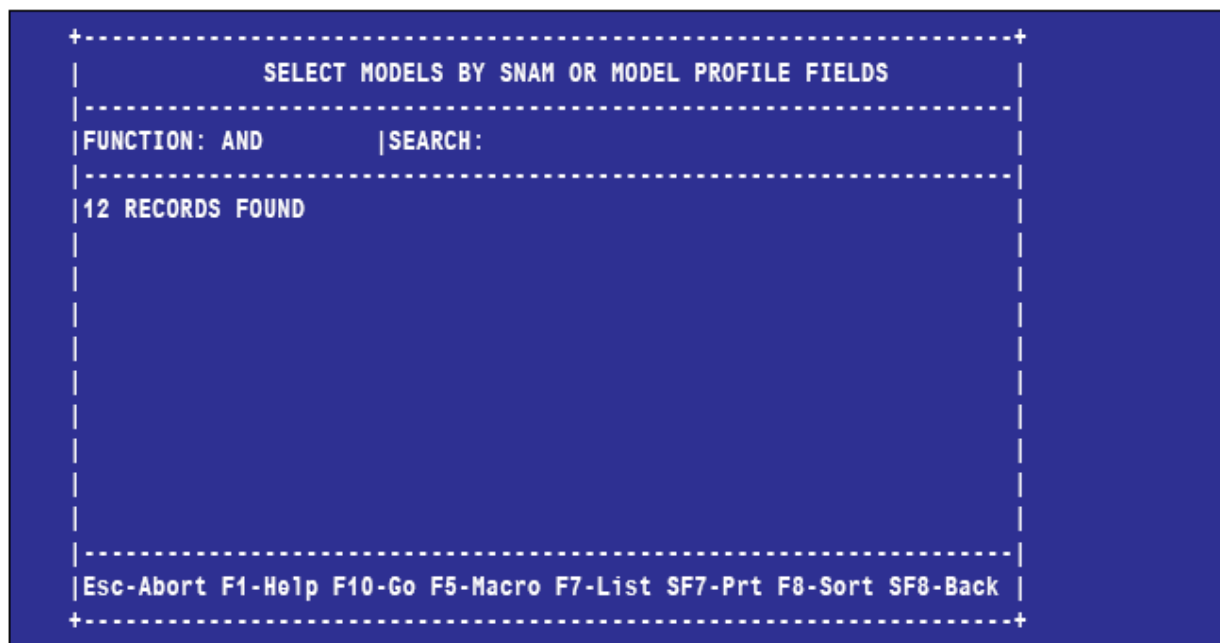 SELECT MODELS BY SNAM OR MODEL PROFILE FIELDS
FUNCTION: AND |SEARCH:
12 RECORDS FOUND
Esc-Abort F1-Help F10-Go F5-Macro F7-List SF7-Prt F8-Sort SF8-Back